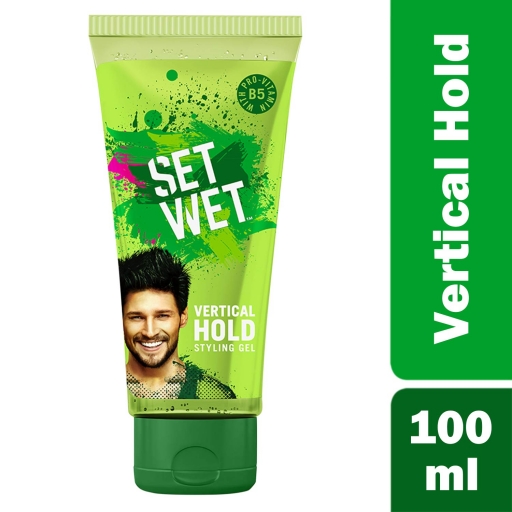 WITH PRO-VITAMIN
B5
SET
WET
VERTICAL
HOLD
STYLING GEL
Vertical Hold
100
ml